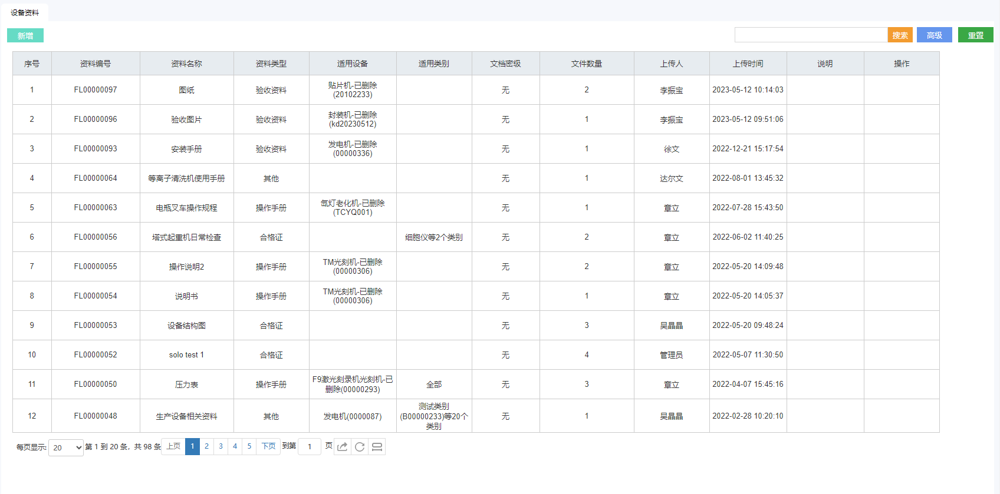 设备资料
新增
搜索 高级 重置
序号 资料编号 资料名称 资料类型 适用设备 适用类别 文档密级 文件数量 上传人 上传时间 说明 操作
1 FL00000097 图纸 验收资料 贴片机-已删除(20102233) 无 2 李振宝 2023-05-12 10:14:03
2 FL00000096 验收图片 验收资料 封装机-已删除(kd20230512) 无 1 李振宝 2023-05-12 09:51:06
3 FL00000093 安装手册 验收资料 发电机-已删除(00000336) 无 1 徐文 2022-12-21 15:17:54
4 FL00000064 等离子清洗机使用手册 其他 无 1 达尔文 2022-08-01 13:45:32
5 FL00000063 电瓶叉车操作规程 操作手册 氙灯老化机-已删除(TCYQ001) 无 1 章立 2022-07-28 15:43:50
6 FL00000056 塔式起重机日常检查 合格证 细胞仪等2个类别 无 2 章立 2022-06-02 11:40:25
7 FL00000055 操作说明2 操作手册 TM光刻机-已删除(00000306) 无 2 章立 2022-05-20 14:09:48
8 FL00000054 说明书 操作手册 TM光刻机-已删除(00000306) 无 1 章立 2022-05-20 14:05:37
9 FL00000053 设备结构图 合格证 无 3 吴晶晶 2022-05-20 09:48:24
10 FL00000052 solo test 1 合格证 无 4 管理员 2022-05-07 11:30:50
11 FL00000050 压力表 操作手册 F9激光刻录机光刻机-已删除(00000293) 全部 无 3 章立 2022-04-07 15:45:16
12 FL00000048 生产设备相关资料 其他 发电机(0000087) 测试类别(B00000233)等20个类别 无 1 吴晶晶 2022-02-28 10:20:10
每页显示: 20 第 1 到 20 条，共 98 条 上页 1 2 3 4 5 下页 到第 1 页